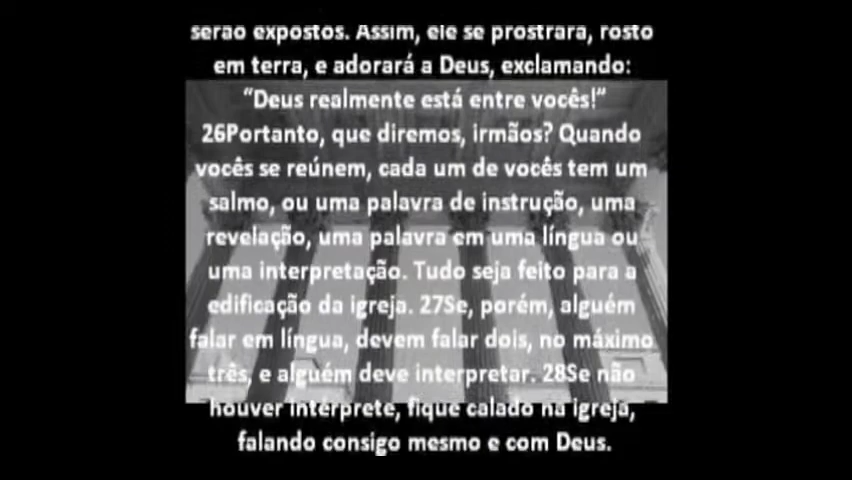 serão expostos. Assim, ele se prostrará, rosto
em terra, e adorará a Deus, exclamando:
“Deus realmente está entre vocês!”
26Portanto, que diremos, irmãos? Quando
vocês se reúnem, cada um de vocês tem um
salmo, ou uma palavra de instrução, uma
revelação, uma palavra em uma língua ou
uma interpretação. Tudo seja feito para a
edificação da igreja. 27Se, porém, alguém
falar em língua, devem falar dois, no máximo
três, e alguém deve interpretar. 28Se não
houver intérprete, fique calado na igreja,
falando consigo mesmo e com Deus.